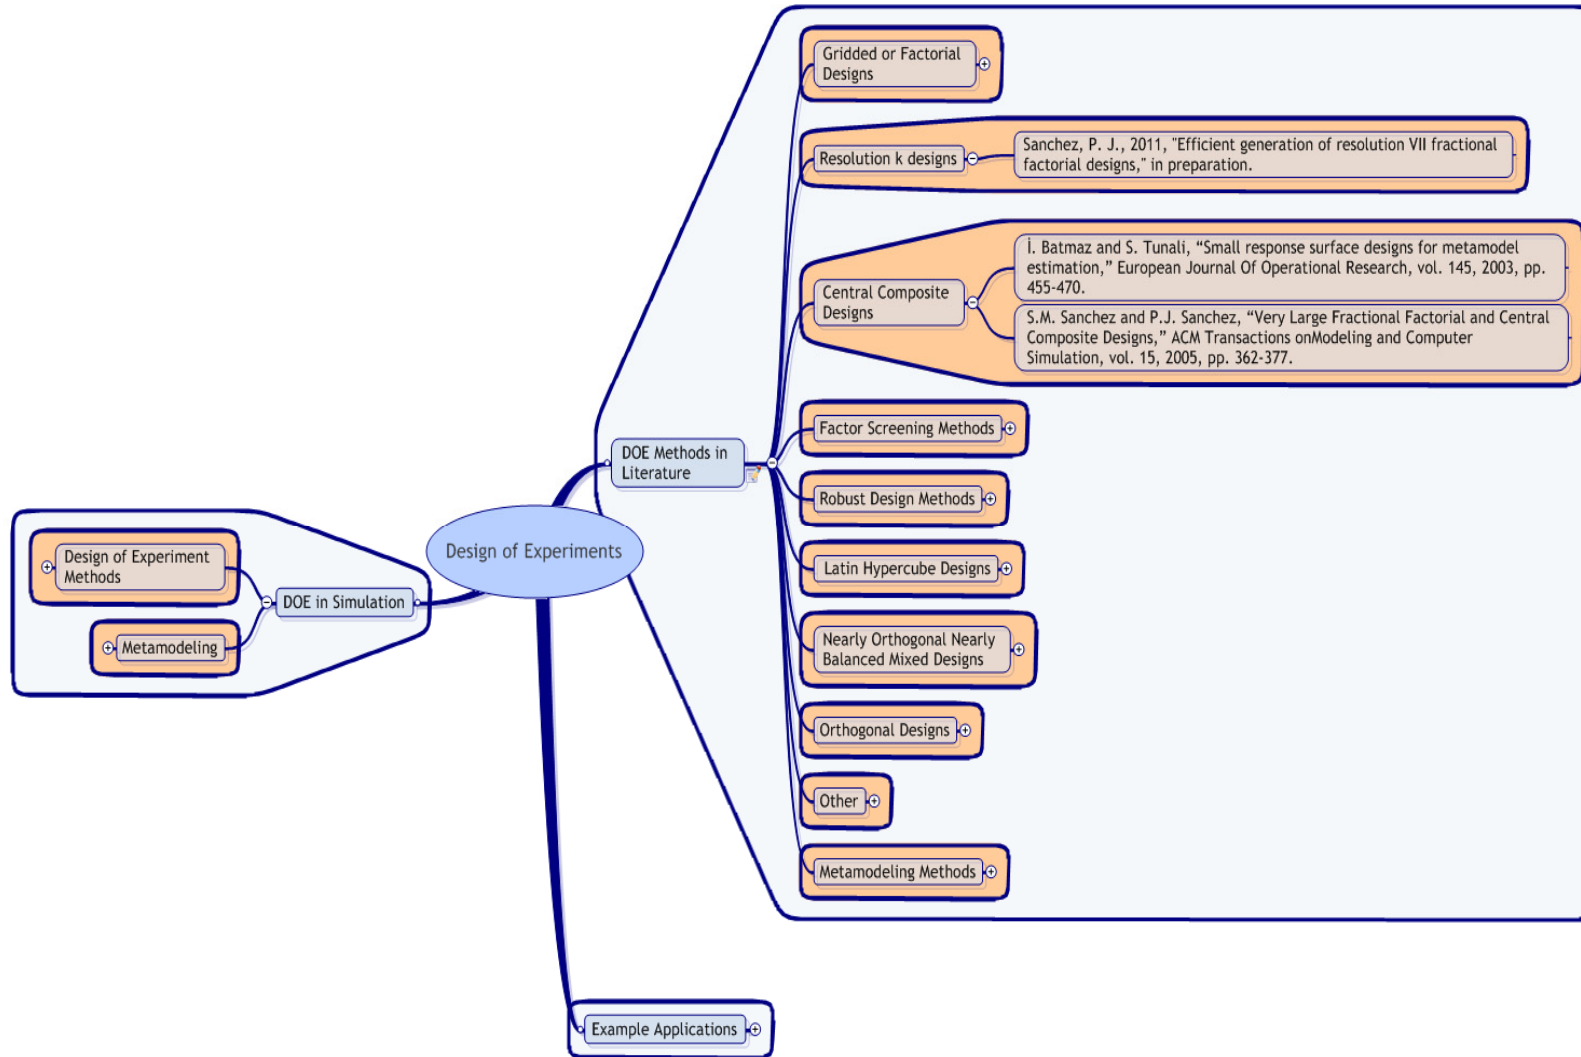 Gridded or Factorial
Designs
Resolution k designs
Sanchez, P. J., 2011, "Efficient generation of resolution VII fractional
factorial designs," in preparation.
Central Composite
Designs
İ. Batmaz and S. Tunali, “Small response surface designs for metamodel
estimation,” European Journal Of Operational Research, vol. 145, 2003, pp.
455-470.
S.M. Sanchez and P.J. Sanchez, “Very Large Fractional Factorial and Central
Composite Designs,” ACM Transactions onModeling and Computer
Simulation, vol. 15, 2005, pp. 362-377.
Factor Screening Methods
DOE Methods in
Literature
Robust Design Methods
Latin Hypercube Designs
Nearly Orthogonal Nearly
Balanced Mixed Designs
Orthogonal Designs
Other
Metamodeling Methods
Design of Experiments
Design of Experiment
Methods
DOE in Simulation
Metamodeling
Example Applications